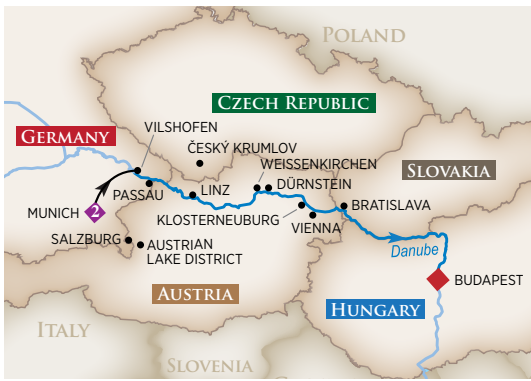 POLAND
CZECH REPUBLIC
GERMANY
VILSHOFEN
ČESKÝ KRUMLOV
WEISSENKIRCHEN
SLOVAKIA
PASSAU
LINZ
DÜRNSTEIN
MUNICH 2
KLOSTERNEUBURG
BRATISLAVA
VIENNA
SALZBURG
AUSTRIAN
LAKE DISTRICT
Danube
BUDAPEST
AUSTRIA
HUNGARY
ITALY
SLOVENIA